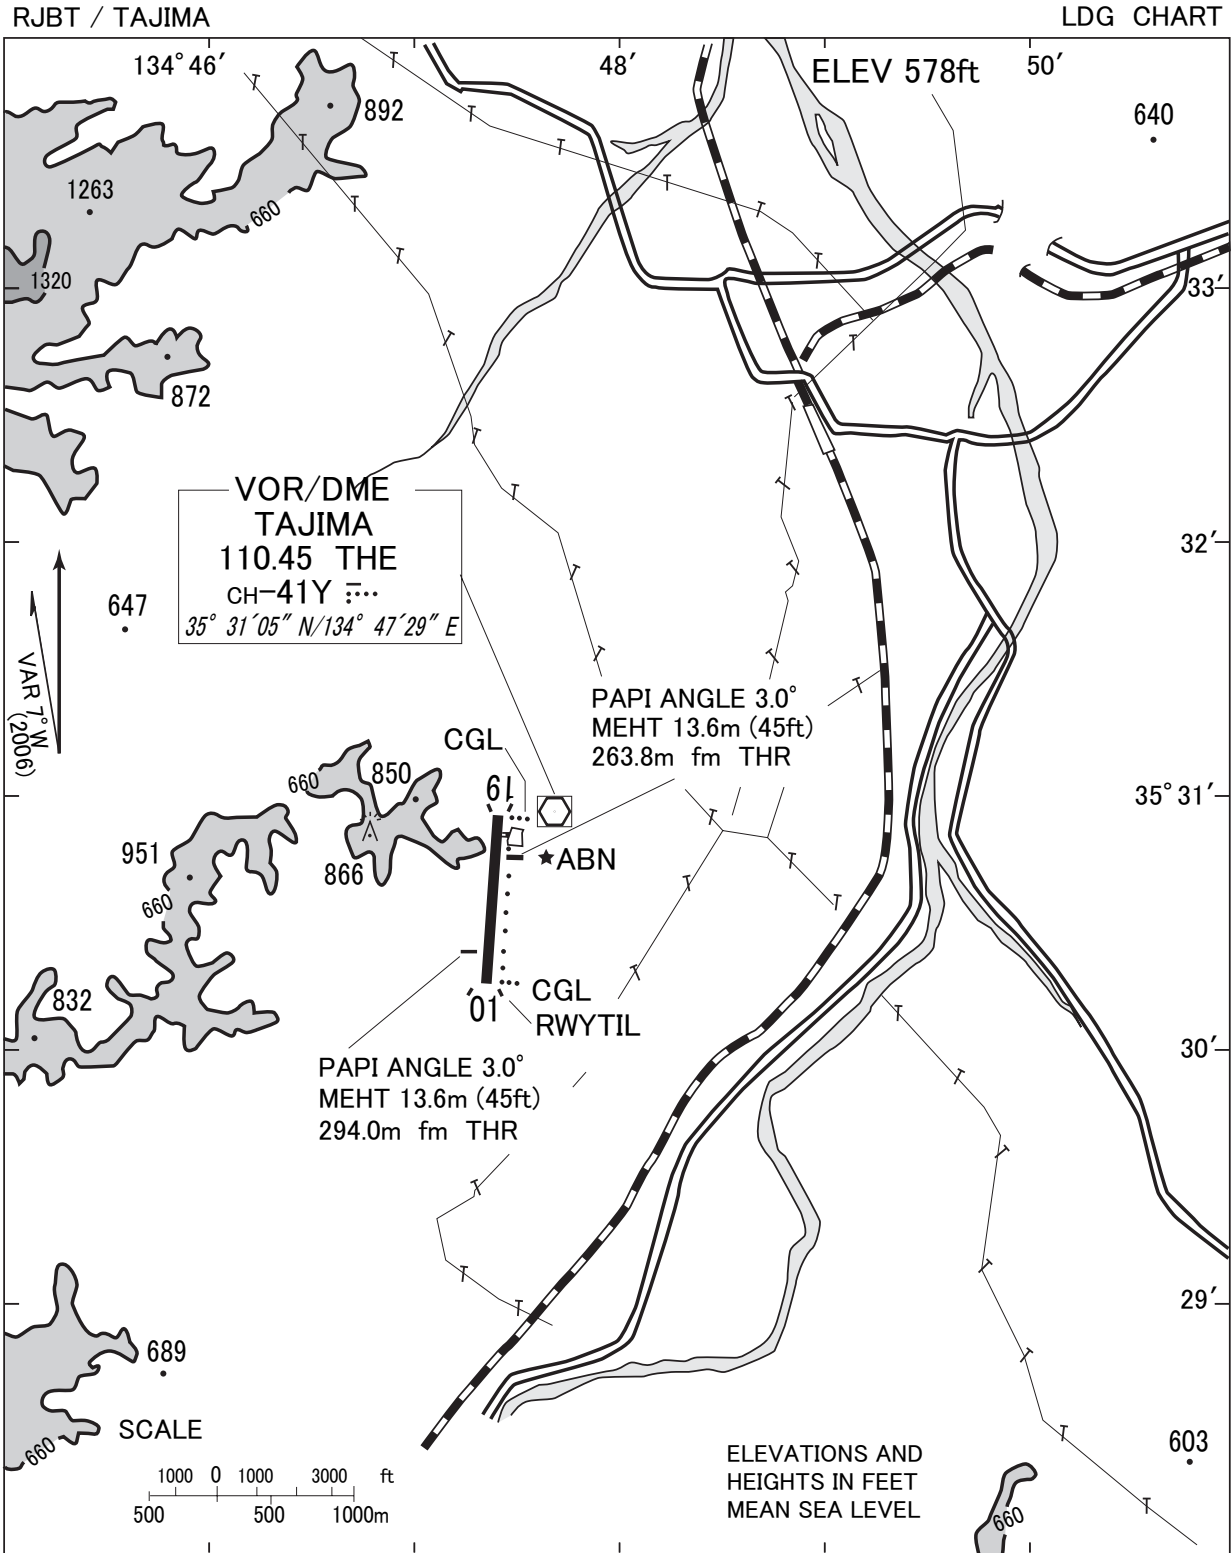 RJBT / TAJIMA
LDG CHART
134° 46′
48′
50′
ELEV 578ft
892
640
1263
660
1320
33′
872
VOR/DME
TAJIMA
110.45 THE
CH-41Y
35° 31′05″ N/134° 47′29″ E
32′
647
VAR 7° W
(2006)
PAPI ANGLE 3.0°
MEHT 13.6m (45ft)
263.8m fm THR
CGL
660
850
19
35° 31′
951
866
ABN
660
832
CGL
01
RWYTIL
30′
PAPI ANGLE 3.0°
MEHT 13.6m (45ft)
294.0m fm THR
29′
689
SCALE
660
603
ELEVATIONS AND
HEIGHTS IN FEET
MEAN SEA LEVEL
1000 0 1000 3000 ft
500 500 1000m
660